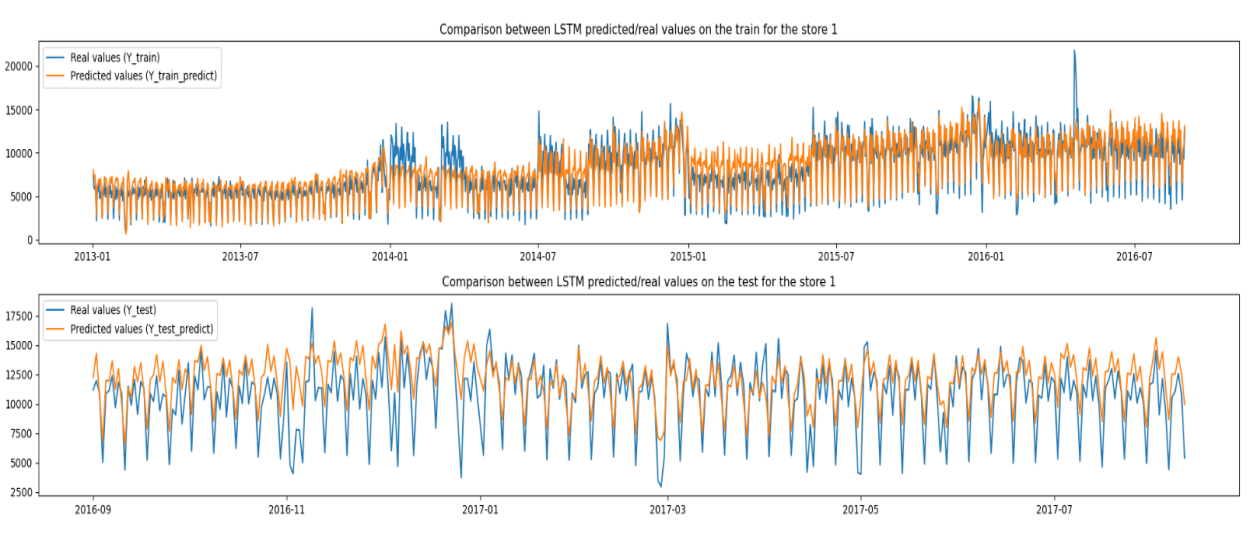 Comparison between LSTM predicted/real values on the train for the store 1
Real values (Y_train)
Predicted values (Y_train_predict)
20000
15000
10000
5000
0
2013-01 2013-07 2014-01 2014-07 2015-01 2015-07 2016-01 2016-07
Comparison between LSTM predicted/real values on the test for the store 1
Real values (Y_test)
Predicted values (Y_test_predict)
17500
15000
12500
10000
7500
5000
2500
2016-09 2016-11 2017-01 2017-03 2017-05 2017-07